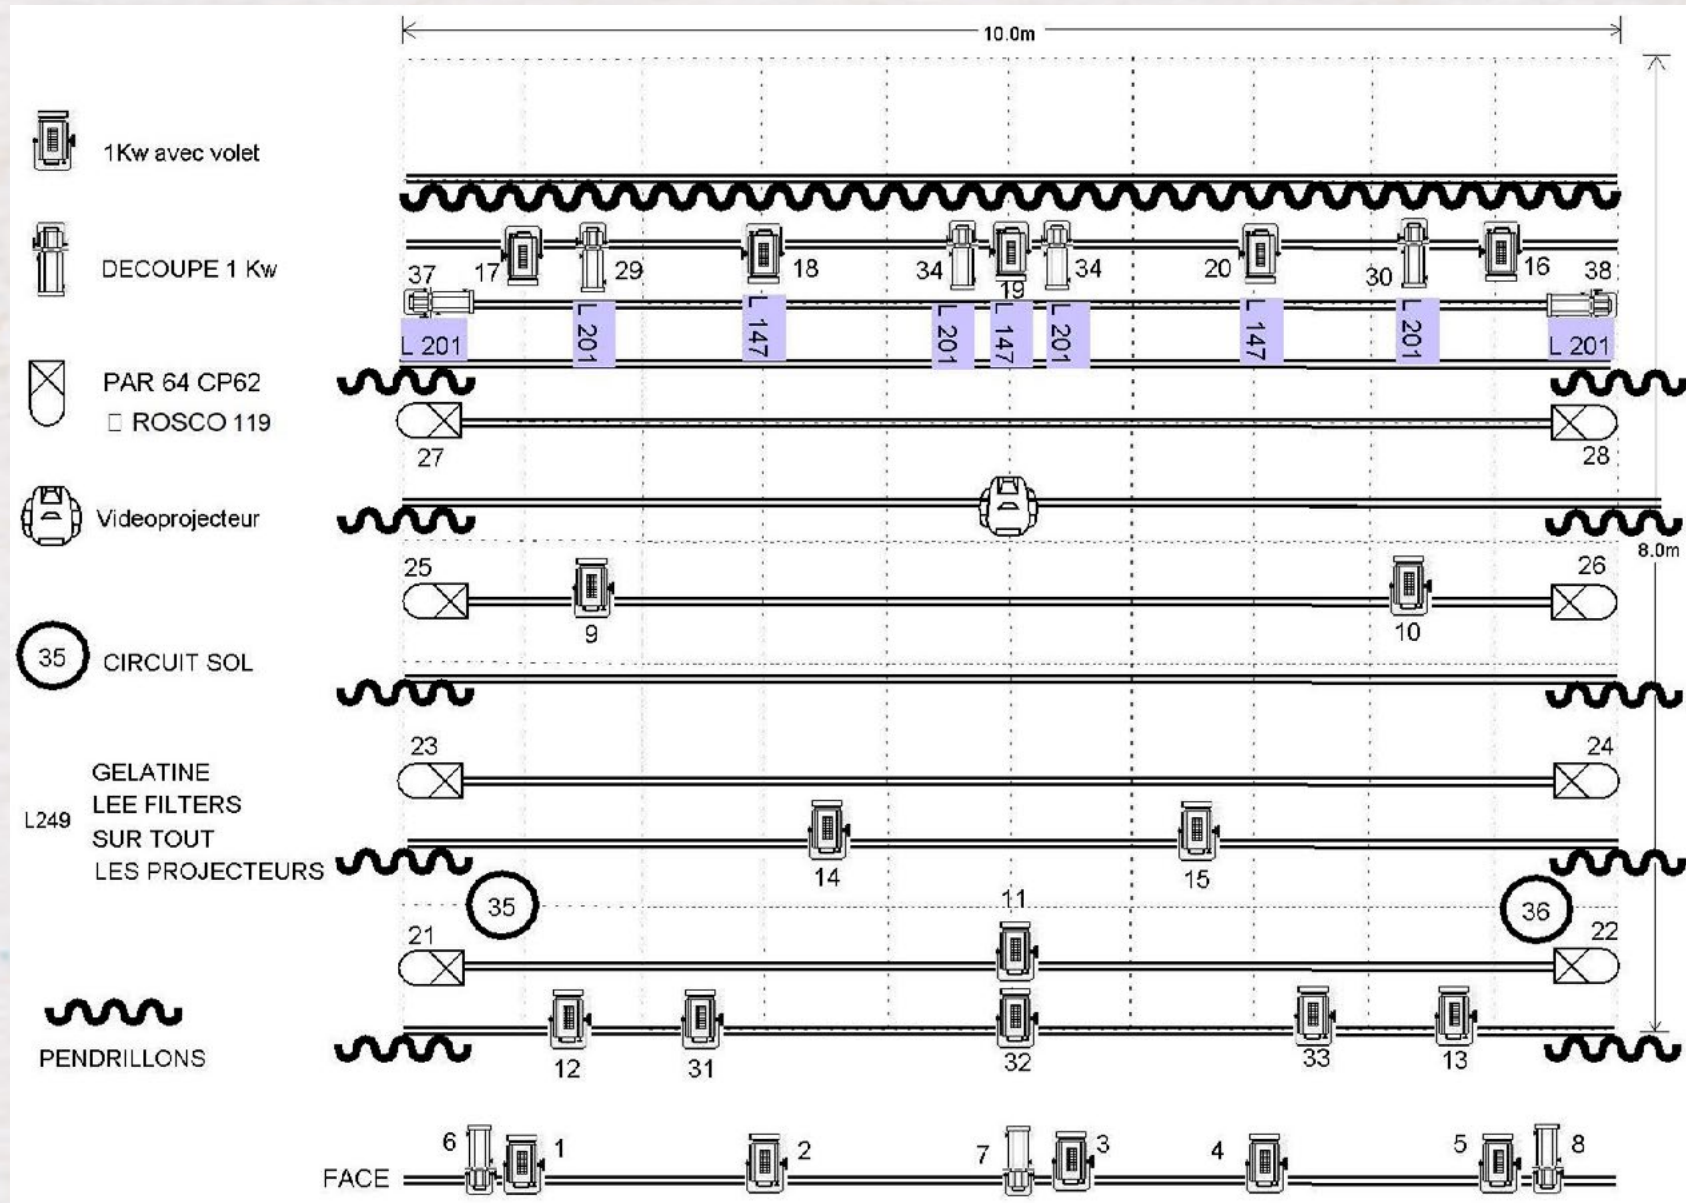 10.0m
1Kw avec volet
DECOUPE 1 Kw
37
17
29
18
34
19
34
20
30
16
38
L 201
L 201
L 147
L 201
L 147
L 201
L 147
L 201
L 201
PAR 64 CP62
□ ROSCO 119
27
28
Videoprojecteur
8.0m
25
26
9
10
35
CIRCUIT SOL
23
24
L249
GELATINE
LEE FILTERS
SUR TOUT
LES PROJECTEURS
14
15
35
11
36
21
22
PENDRILLONS
12
31
32
33
13
FACE
6
1
2
7
3
4
5
8